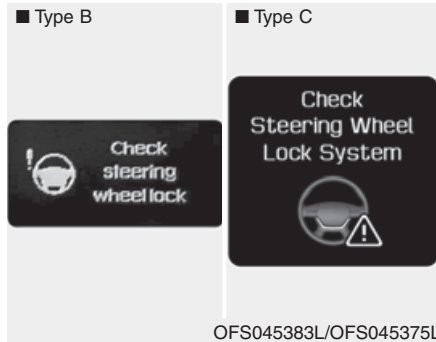 ■ Type B
Check
steering
wheel lock
■ Type C
Check
Steering Wheel
Lock System
OFS045383L/OFS045375L